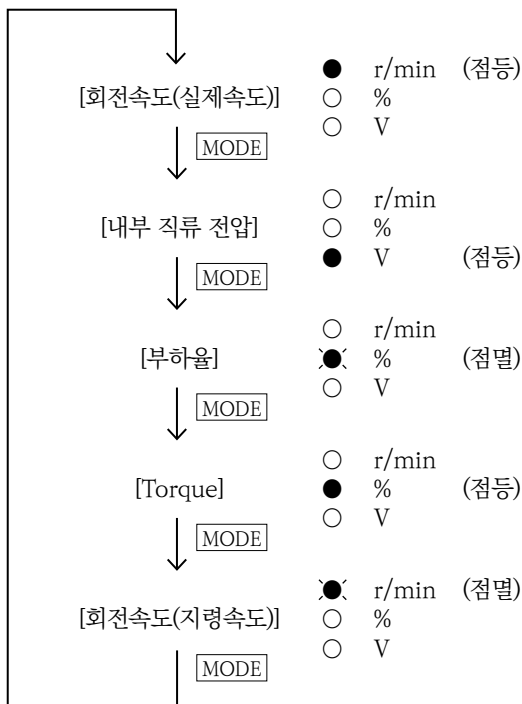 ● r/min (점등)
[회전속도(실제속도)] ○ %
○ V
MODE
○ r/min
[내부 직류 전압] ○ %
● V (점등)
MODE
○ r/min
[부하율] ● % (점멸)
○ V
MODE
○ r/min
[Torque] ● % (점등)
○ V
MODE
● r/min (점멸)
[회전속도(지령속도)] ○ %
○ V
MODE